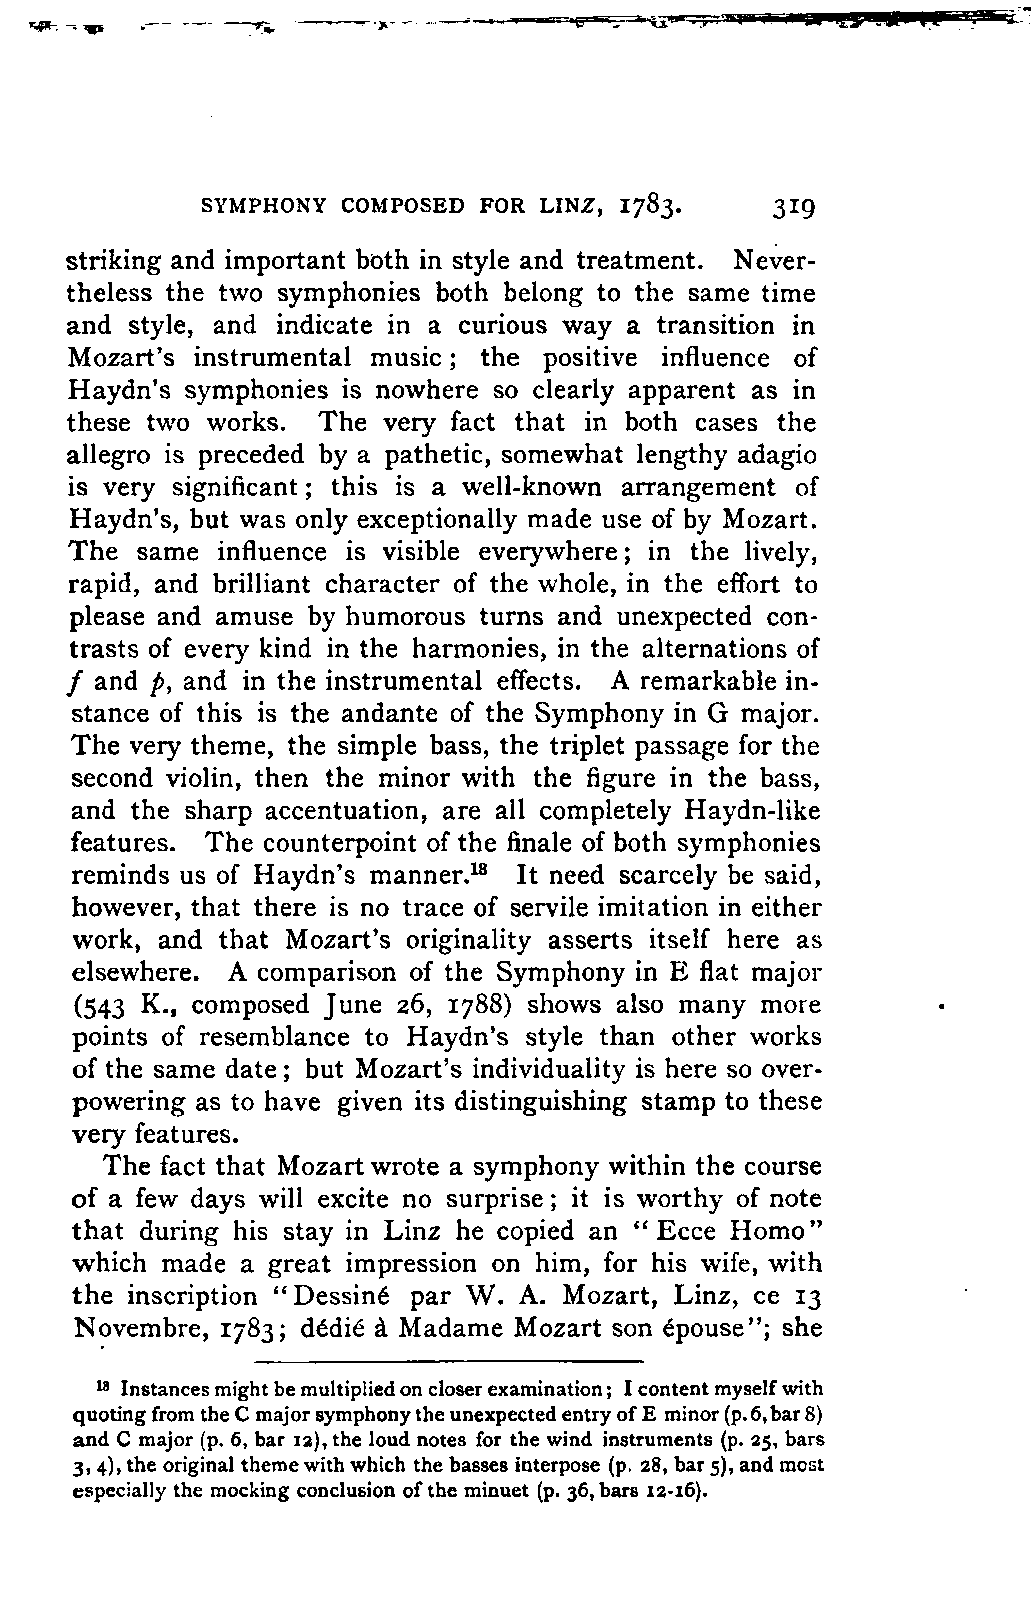 SYMPHONY COMPOSED FOR LINZ, 1783. 319
striking and important both in style and treatment. Never-
theless the two symphonies both belong to the same time
and style, and indicate in a curious way a transition in
Mozart's instrumental music; the positive influence of
Haydn's symphonies is nowhere so clearly apparent as in
these two works. The very fact that in both cases the
allegro is preceded by a pathetic, somewhat lengthy adagio
is very significant; this is a well-known arrangement of
Haydn's, but was only exceptionally made use of by Mozart.
The same influence is visible everywhere; in the lively,
rapid, and brilliant character of the whole, in the effort to
please and amuse by humorous turns and unexpected con-
trasts of every kind in the harmonies, in the alternations of
f and p, and in the instrumental effects. A remarkable in-
stance of this is the andante of the Symphony in G major.
The very theme, the simple bass, the triplet passage for the
second violin, then the minor with the figure in the bass,
and the sharp accentuation, are all completely Haydn-like
features. The counterpoint of the finale of both symphonies
reminds us of Haydn's manner.¹⁸ It need scarcely be said,
however, that there is no trace of servile imitation in either
work, and that Mozart's originality asserts itself here as
elsewhere. A comparison of the Symphony in E flat major
(543 K., composed June 26, 1788) shows also many more
points of resemblance to Haydn's style than other works
of the same date; but Mozart's individuality is here so over-
powering as to have given its distinguishing stamp to these
very features.
The fact that Mozart wrote a symphony within the course
of a few days will excite no surprise; it is worthy of note
that during his stay in Linz he copied an "Ecce Homo"
which made a great impression on him, for his wife, with
the inscription "Dessiné par W. A. Mozart, Linz, ce 13
Novembre, 1783; dédié à Madame Mozart son épouse"; she
¹⁸ Instances might be multiplied on closer examination; I content myself with
quoting from the C major symphony the unexpected entry of E minor (p. 6, bar 8)
and C major (p. 6, bar 12), the loud notes for the wind instruments (p. 25, bars
3, 4), the original theme with which the basses interpose (p. 28, bar 5), and most
especially the mocking conclusion of the minuet (p. 36, bars 12-16).